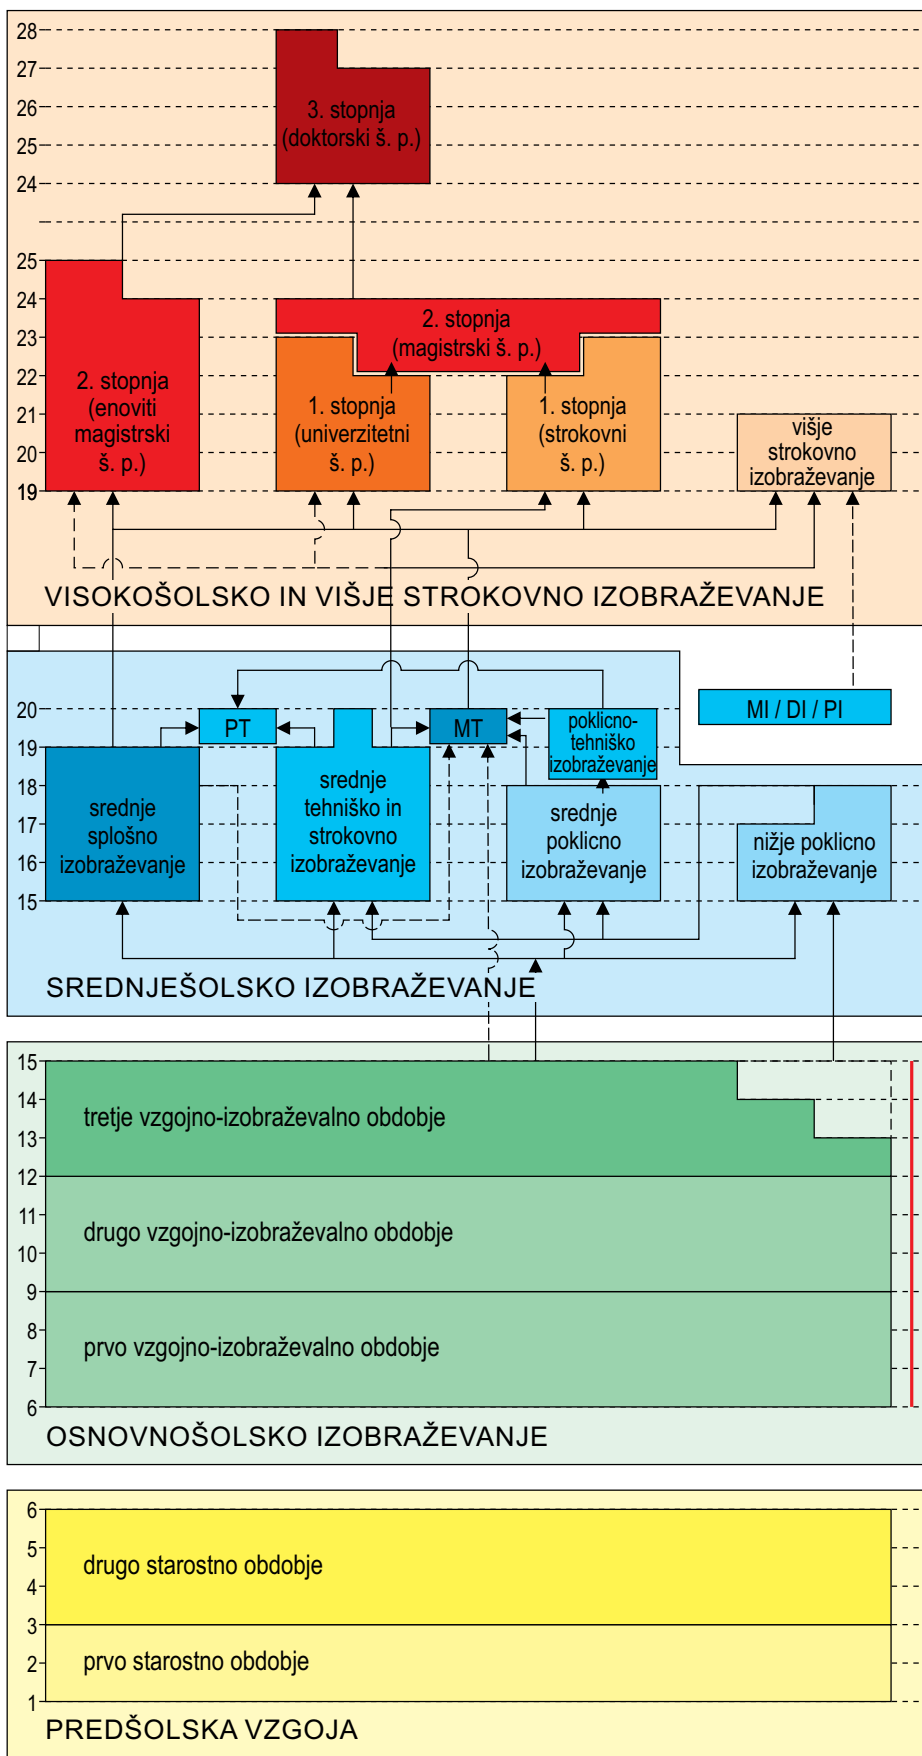 28
27
26
25
24
3. stopnja
(doktorski š. p.)
25
24
23
22
21
20
19
2. stopnja
(enoviti
magistrski
š. p.)
2. stopnja
(magistrski š. p.)
1. stopnja
(univerzitetni
š. p.)
1. stopnja
(strokovni
š. p.)
višje
strokovno
izobraževanje
VISOKOŠOLSKO IN VIŠJE STROKOVNO IZOBRAŽEVANJE
MI / DI / PI
20
19
18
17
16
15
PT
MT
poklicno-
tehniško
izobraževanje
srednje
splošno
izobraževanje
srednje
tehniško in
strokovno
izobraževanje
srednje
poklicno
izobraževanje
nižje poklicno
izobraževanje
SREDNJEŠOLSKO IZOBRAŽEVANJE
15
14
13
12
11
10
9
8
7
6
tretje vzgojno-izobraževalno obdobje
drugo vzgojno-izobraževalno obdobje
prvo vzgojno-izobraževalno obdobje
OSNOVNOŠOLSKO IZOBRAŽEVANJE
6
5
4
3
2
1
drugo starostno obdobje
prvo starostno obdobje
PREDŠOLSKA VZGOJA